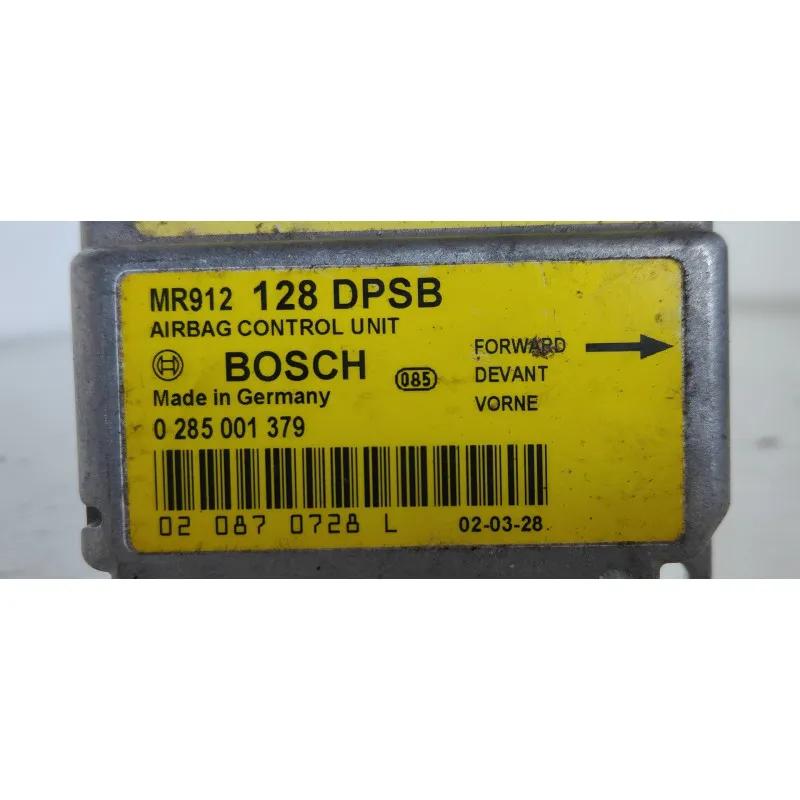 MR912 128 DPSB
AIRBAG CONTROL UNIT
BOSCH 085
Made in Germany
0 285 001 379
FORWARD
DEVANT
VORNE
02 087 0728 L 02-03-28